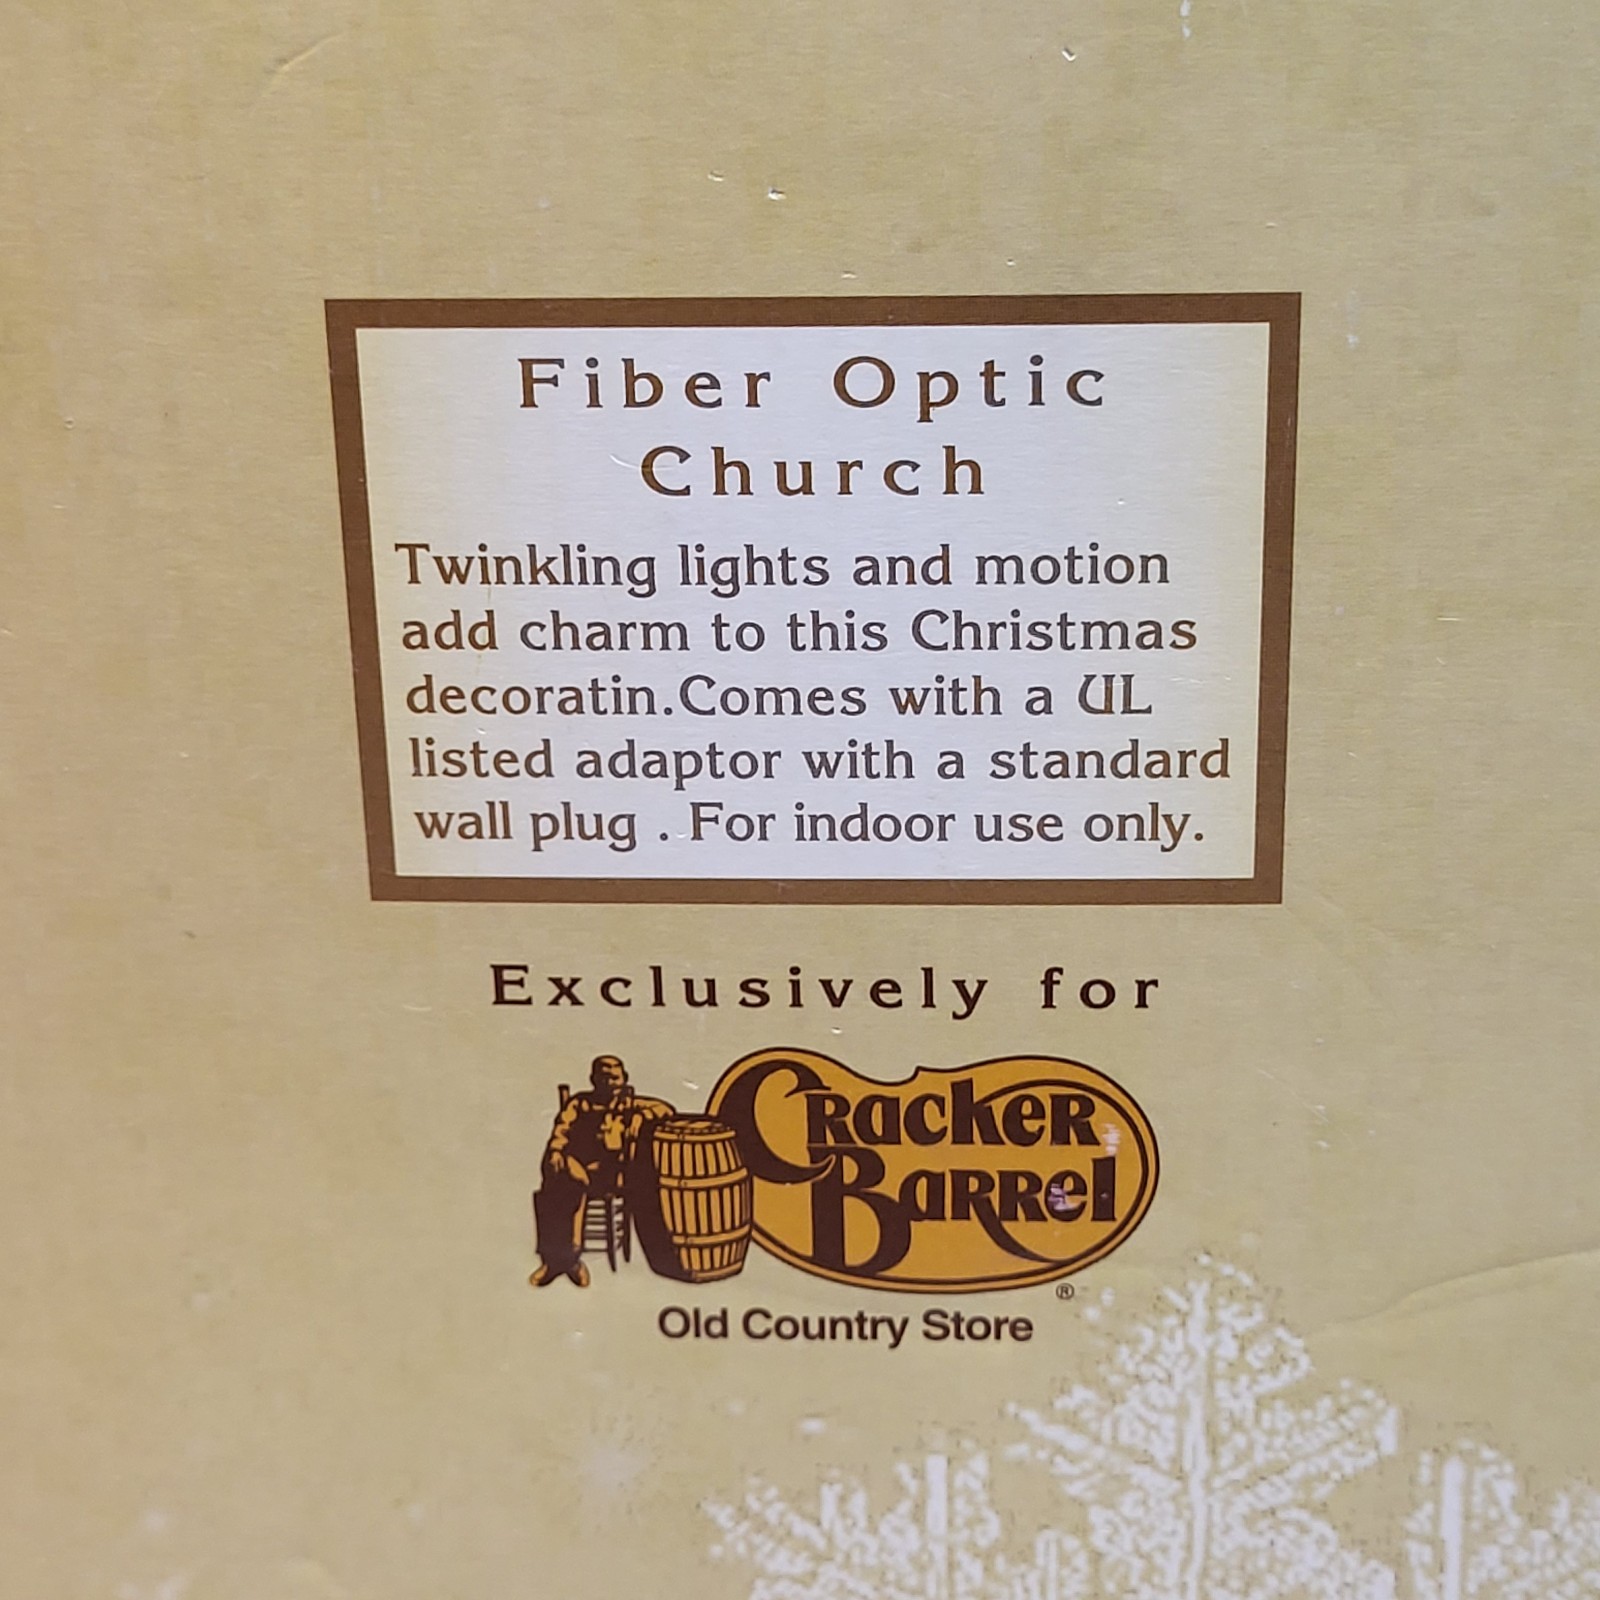 Fiber Optic
Church
Twinkling lights and motion
add charm to this Christmas
decoratin.Comes with a UL
listed adaptor with a standard
wall plug . For indoor use only.
Exclusively for
Cracker
Barrel
®
Old Country Store